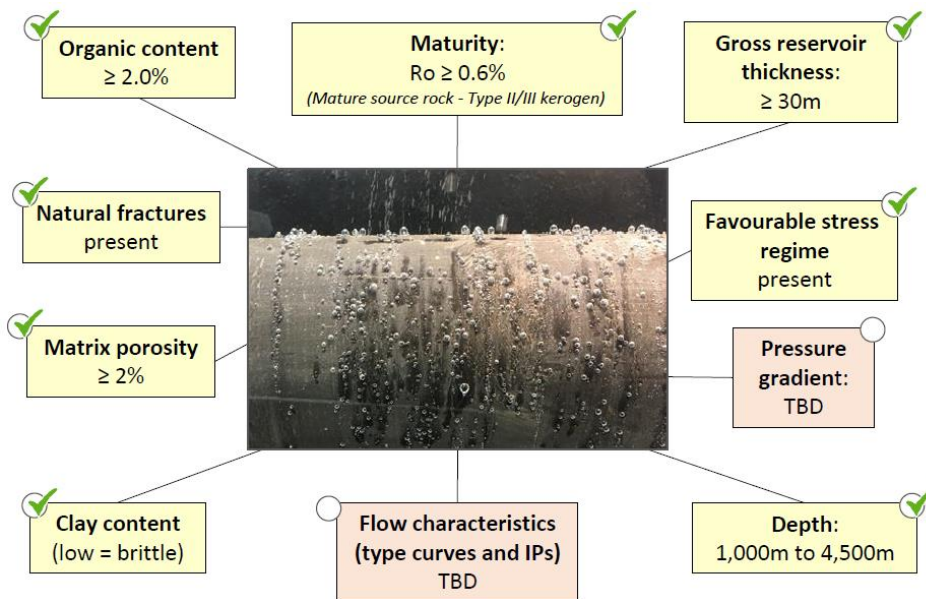 Organic content
≥ 2.0%
Maturity:
Ro ≥ 0.6%
(Mature source rock - Type II/III kerogen)
Gross reservoir
thickness:
≥ 30m
Natural fractures
present
Favourable stress
regime
present
Matrix porosity
≥ 2%
Pressure
gradient:
TBD
Clay content
(low = brittle)
Flow characteristics
(type curves and IPs)
TBD
Depth:
1,000m to 4,500m